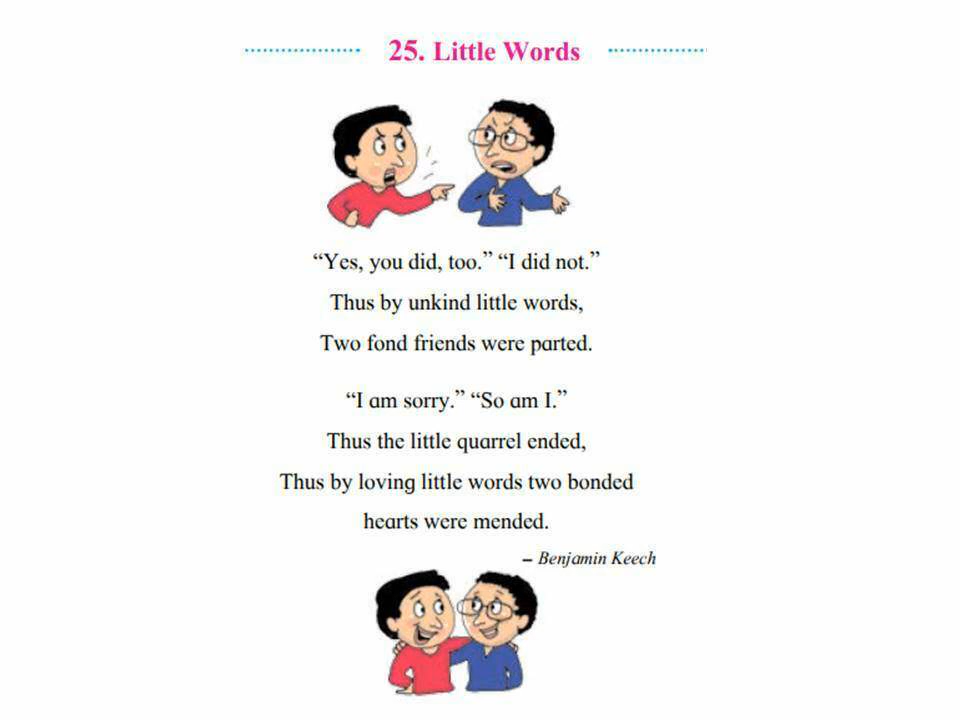 25. Little Words
“Yes, you did, too.” “I did not.”
Thus by unkind little words,
Two fond friends were parted.
“I am sorry.” “So am I.”
Thus the little quarrel ended,
Thus by loving little words two bonded
hearts were mended.
– Benjamin Keech